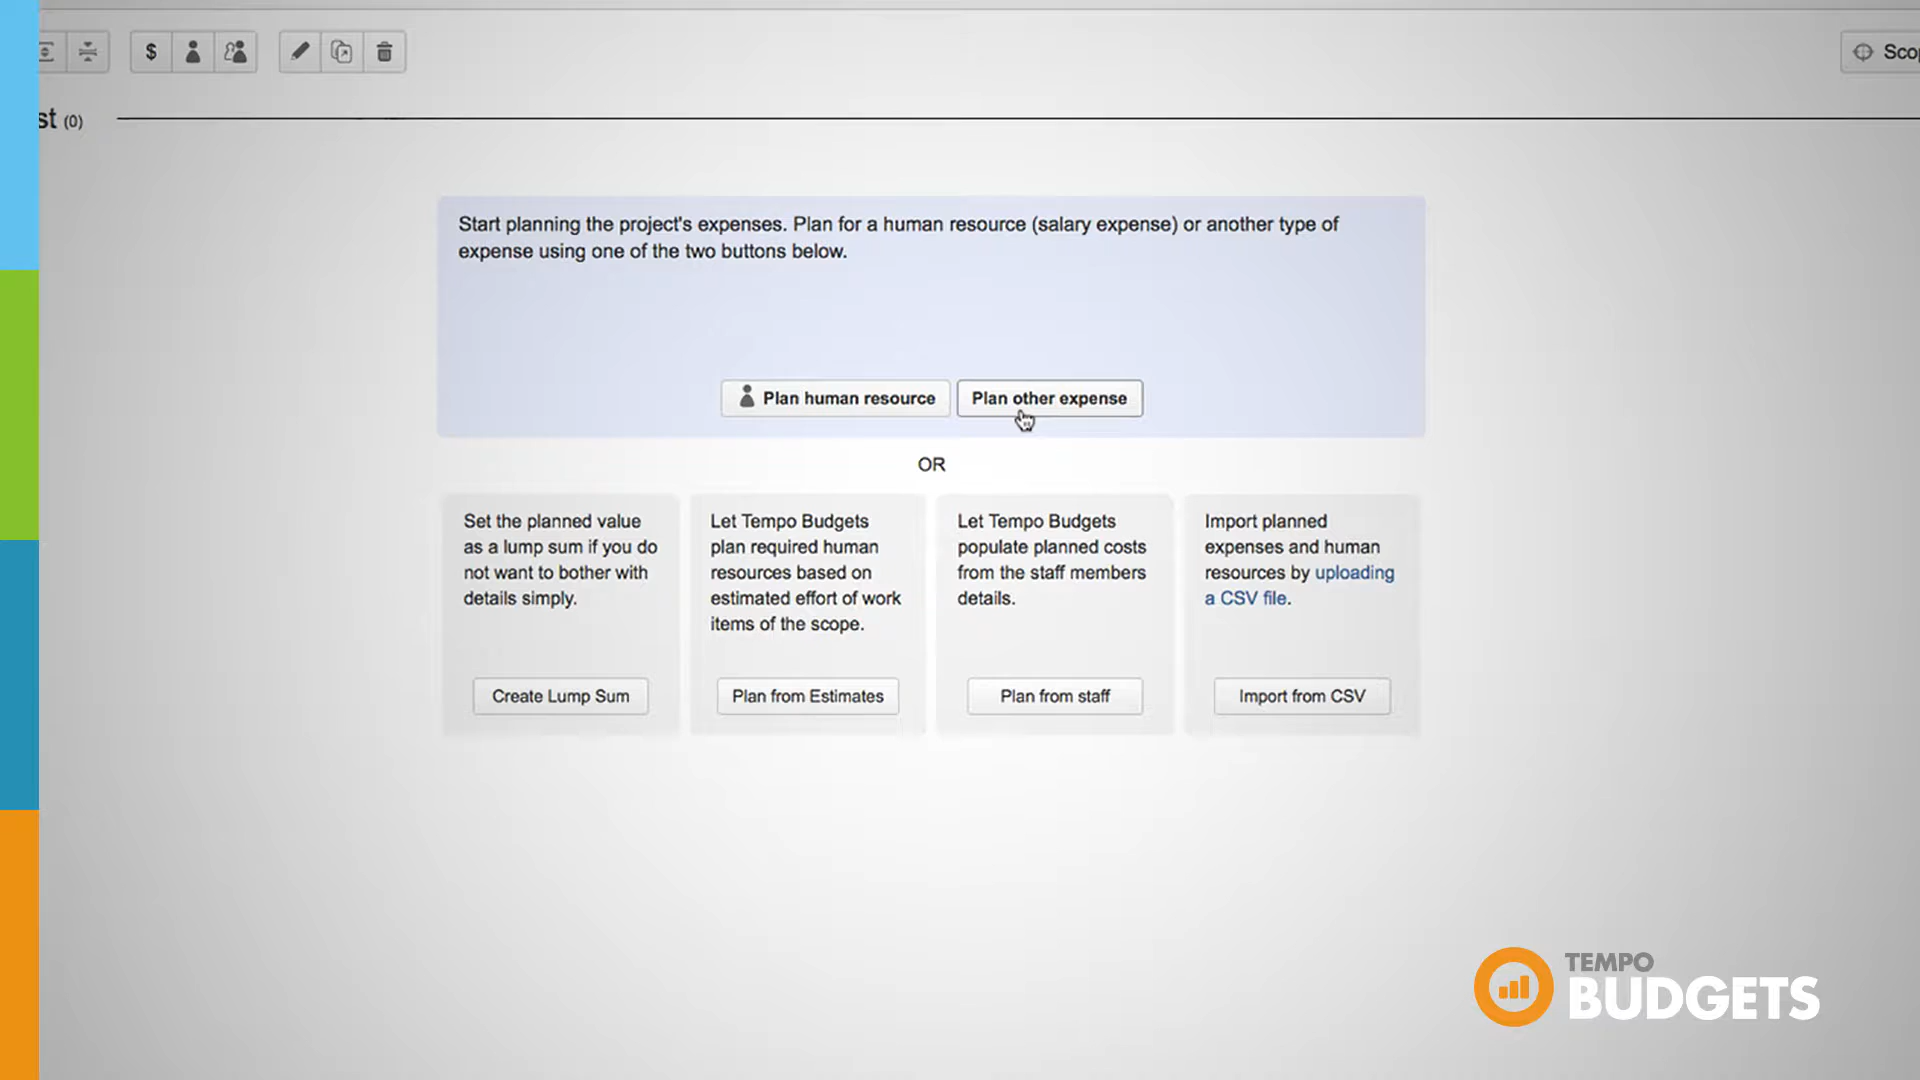 $
Scop
st (0)
Start planning the project's expenses. Plan for a human resource (salary expense) or another type of
expense using one of the two buttons below.
Plan human resource
Plan other expense
OR
Set the planned value
as a lump sum if you do
not want to bother with
details simply.
Create Lump Sum
Let Tempo Budgets
plan required human
resources based on
estimated effort of work
items of the scope.
Plan from Estimates
Let Tempo Budgets
populate planned costs
from the staff members
details.
Plan from staff
Import planned
expenses and human
resources by uploading
a CSV file.
Import from CSV
TEMPO
BUDGETS